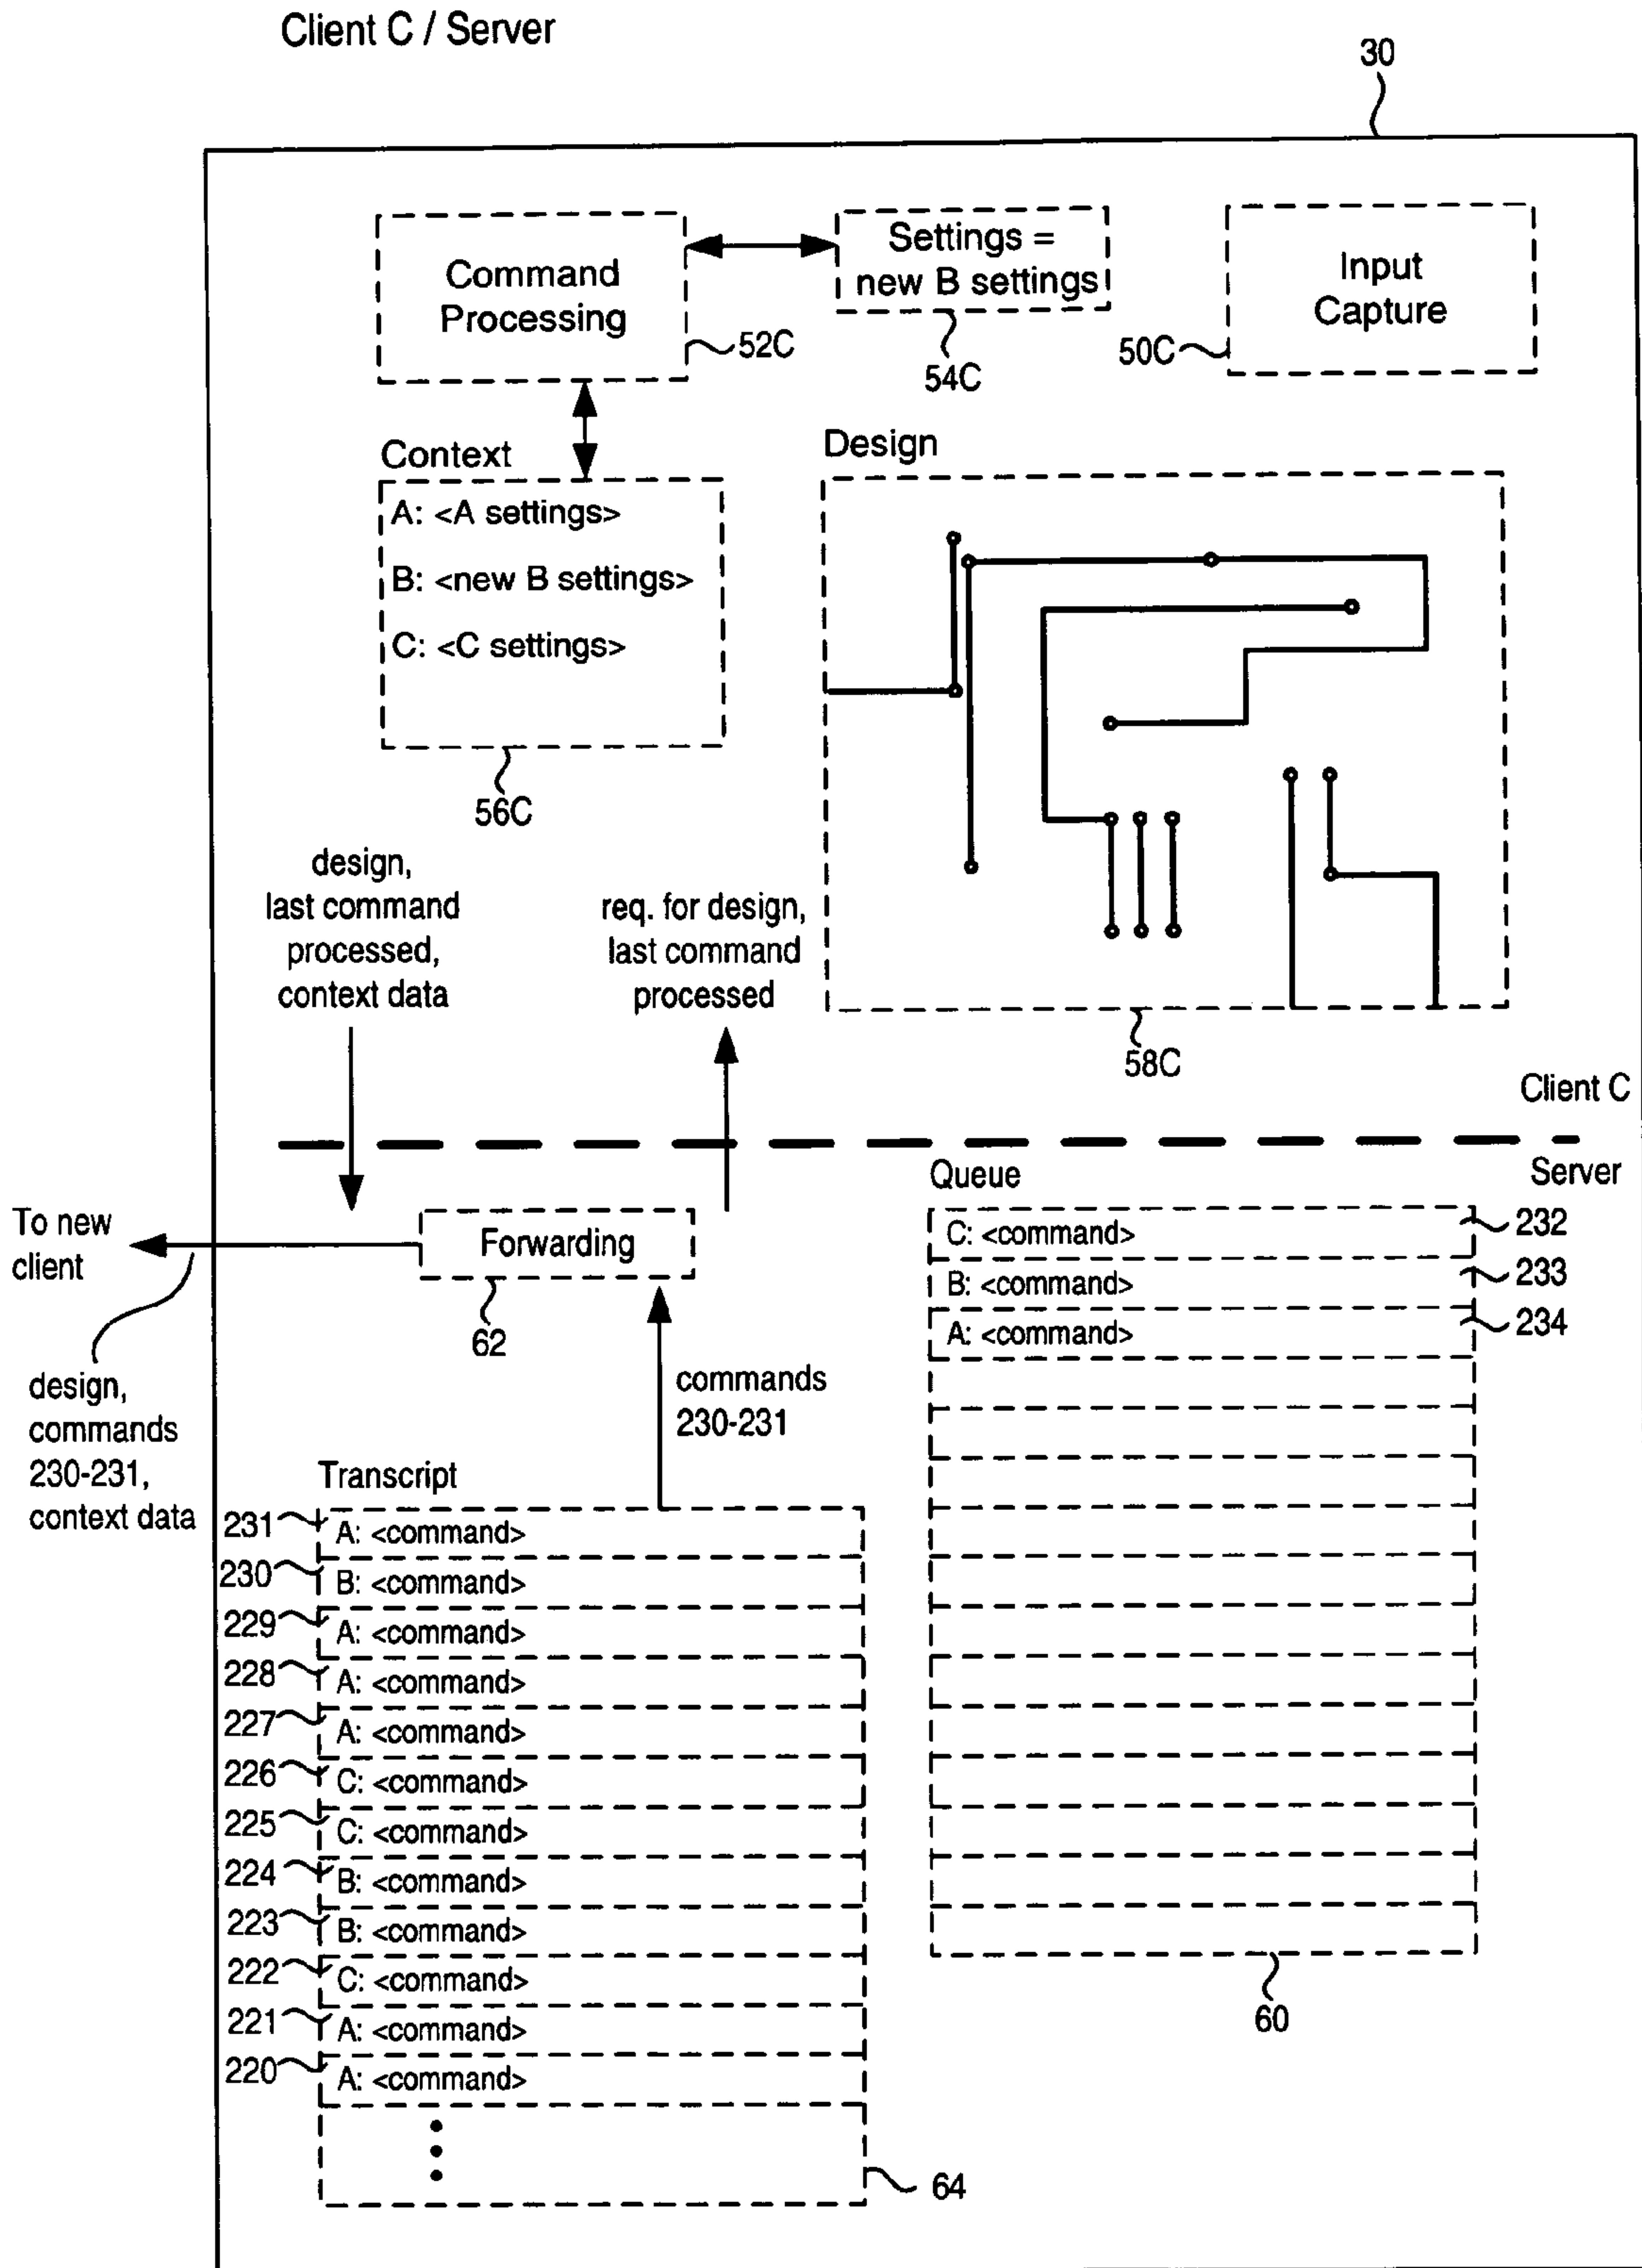 Client C / Server
30
Command
Processing
52C
Settings =
new B settings
54C
Input
Capture
50C
Context
A: <A settings>
B: <new B settings>
C: <C settings>
56C
Design
58C
design,
last command
processed,
context data
req. for design,
last command
processed
Client C
Server
To new
client
Forwarding
62
design,
commands
230-231,
context data
commands
230-231
Queue
C: <command> 232
B: <command> 233
A: <command> 234
60
Transcript
231 A: <command>
230 B: <command>
229 A: <command>
228 A: <command>
227 A: <command>
226 C: <command>
225 C: <command>
224 B: <command>
223 B: <command>
222 C: <command>
221 A: <command>
220 A: <command>
64